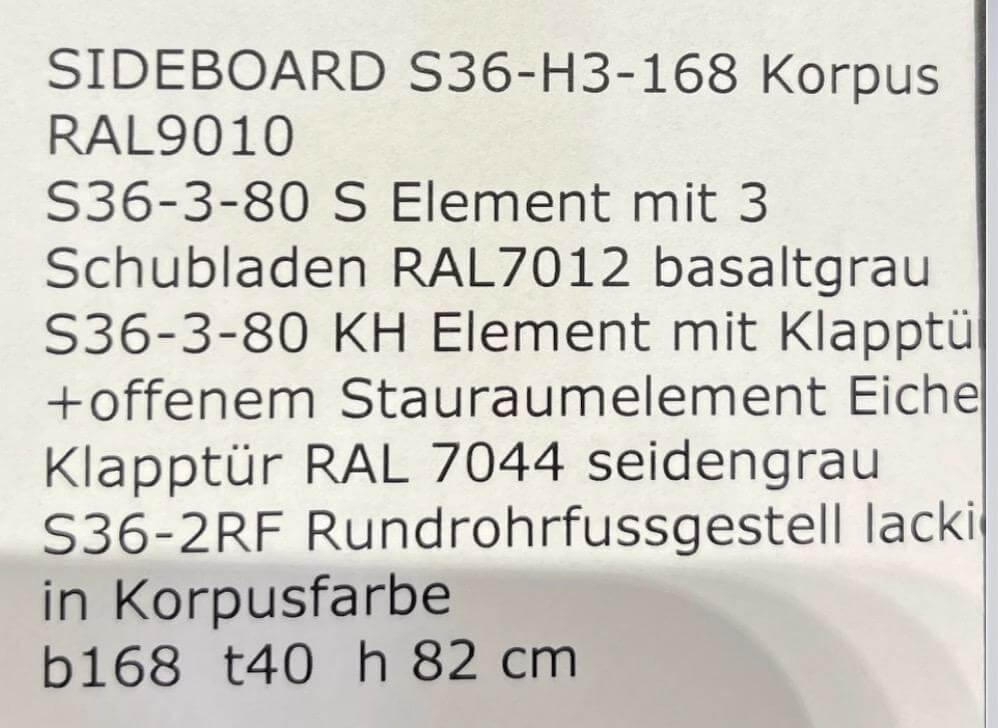 SIDEBOARD S36-H3-168 Korpus
RAL9010
S36-3-80 S Element mit 3
Schubladen RAL7012 basaltgrau
S36-3-80 KH Element mit
+offenem Stauraumelement Eiche
Klapptür RAL 7044 seidengrau
S36-2RF Rundrohrfussgestell
in Korpusfarbe
b168 t40 h 82 cm